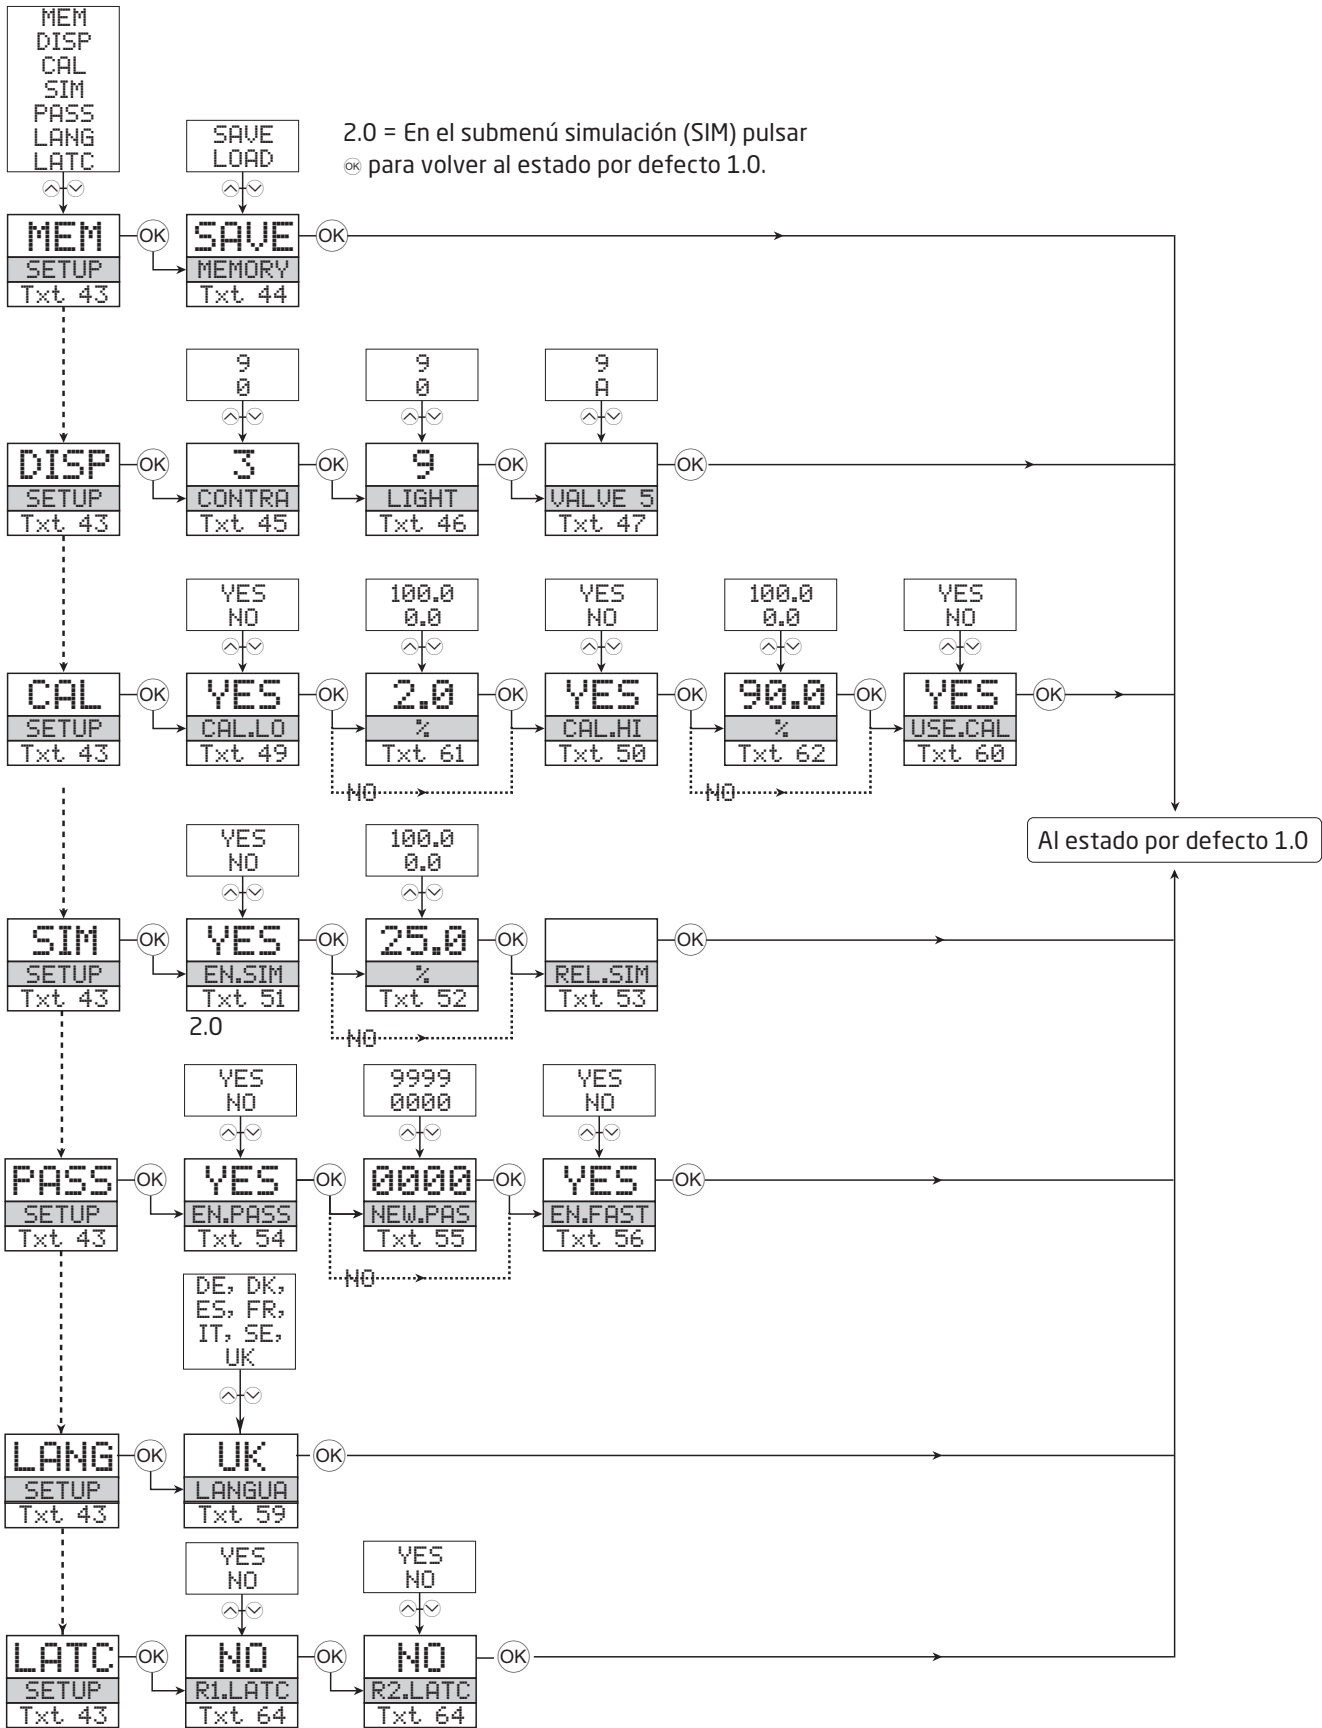 MEM
DISP
CAL
SIM
PASS
LANG
LATC
SAVE
LOAD
2.0 = En el submenú simulación (SIM) pulsar
OK para volver al estado por defecto 1.0.
MEM OK SAVE OK
SETUP MEMORY
Txt 43 Txt 44
9 9 9
0 0 A
DISP OK 3 OK 9 OK OK
SETUP CONTRA LIGHT VALVE 5
Txt 43 Txt 45 Txt 46 Txt 47
YES 100.0 YES 100.0 YES
NO 0.0 NO 0.0 NO
CAL OK YES OK 2.0 OK YES OK 90.0 OK YES OK
SETUP CAL.LO % CAL.HI % USE.CAL
Txt 43 Txt 49 Txt 61 Txt 50 Txt 62 Txt 60
NO NO
Al estado por defecto 1.0
YES 100.0
NO 0.0
SIM OK YES OK 25.0 OK OK
SETUP EN.SIM % REL.SIM
Txt 43 Txt 51 Txt 52 Txt 53
2.0
NO
YES 9999 YES
NO 0000 NO
PASS OK YES OK 0000 OK YES OK
SETUP EN.PASS NEW.PAS EN.FAST
Txt 43 Txt 54 Txt 55 Txt 56
NO
DE, DK,
ES, FR,
IT, SE,
UK
LANG OK UK OK
SETUP LANGUA
Txt 43 Txt 59
YES YES
NO NO
LATC OK NO OK NO OK
SETUP R1.LATC R2.LATC
Txt 43 Txt 64 Txt 64